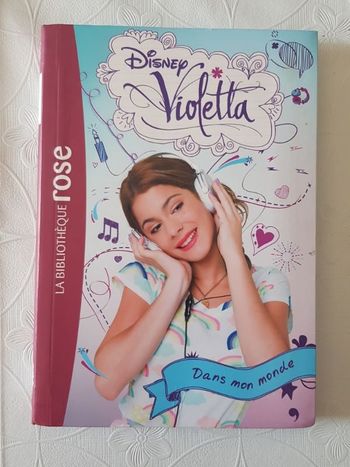 Disney
Violetta
LA BIBLIOTHÈQUE rose
Dans mon monde